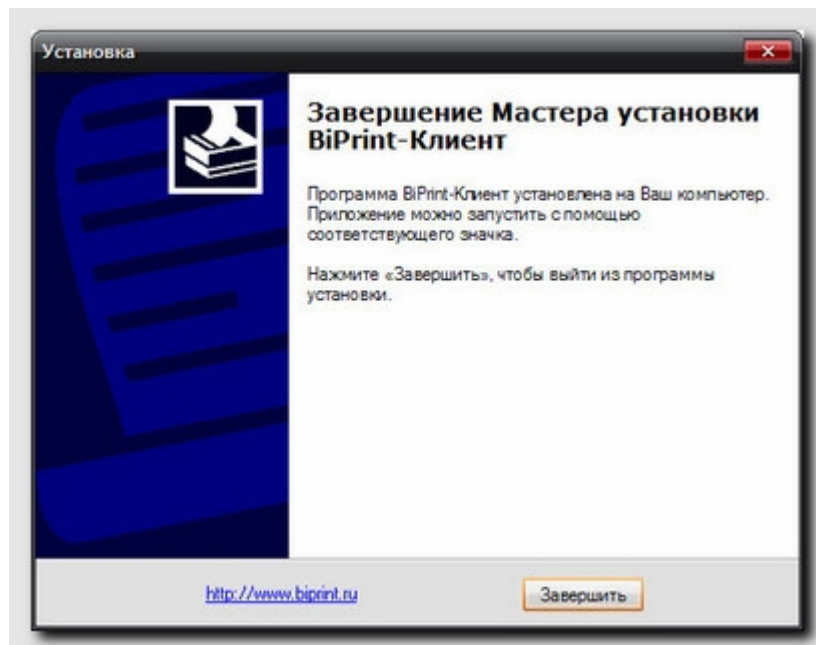 Установка
Завершение Мастера установки
BiPrint-Клиент
Программа BiPrint-Клиент установлена на Ваш компьютер.
Приложение можно запустить с помощью
соответствующего значка.
Нажмите «Завершить», чтобы выйти из программы
установки.
http://www.biprint.ru
Завершить